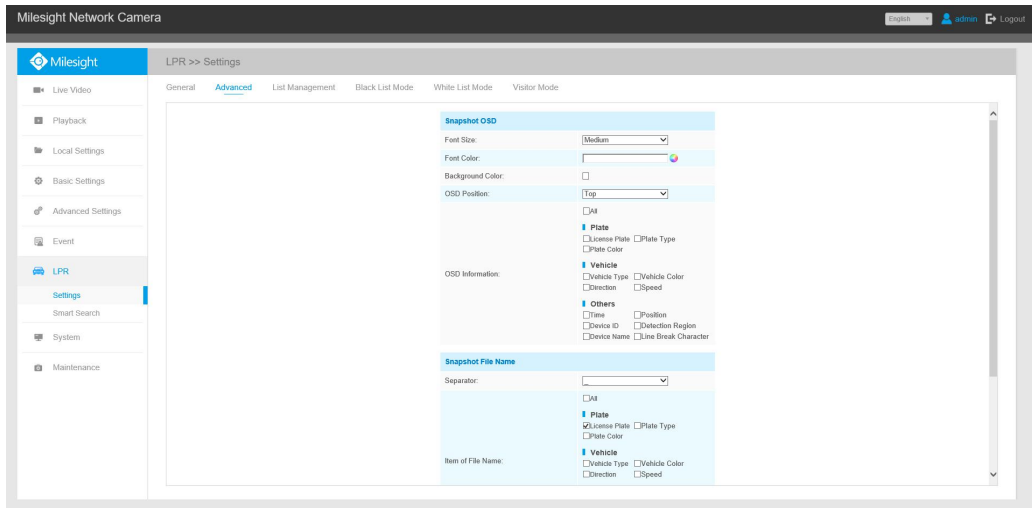 Milesight Network Camera
English
admin
Logout
Milesight
LPR >> Settings
Live Video
Playback
Local Settings
Basic Settings
Advanced Settings
Event
LPR
Settings
Smart Search
System
Maintenance
General Advanced List Management Black List Mode White List Mode Visitor Mode
Snapshot OSD
Font Size: Medium
Font Color:
Background Color:
OSD Position: Top
OSD Information:
All
Plate
License Plate Plate Type
Plate Color
Vehicle
Vehicle Type Vehicle Color
Direction Speed
Others
Time Position
Device ID Detection Region
Device Name Line Break Character
Snapshot File Name
Separator: _
Item of File Name:
All
Plate
License Plate Plate Type
Plate Color
Vehicle
Vehicle Type Vehicle Color
Direction Speed